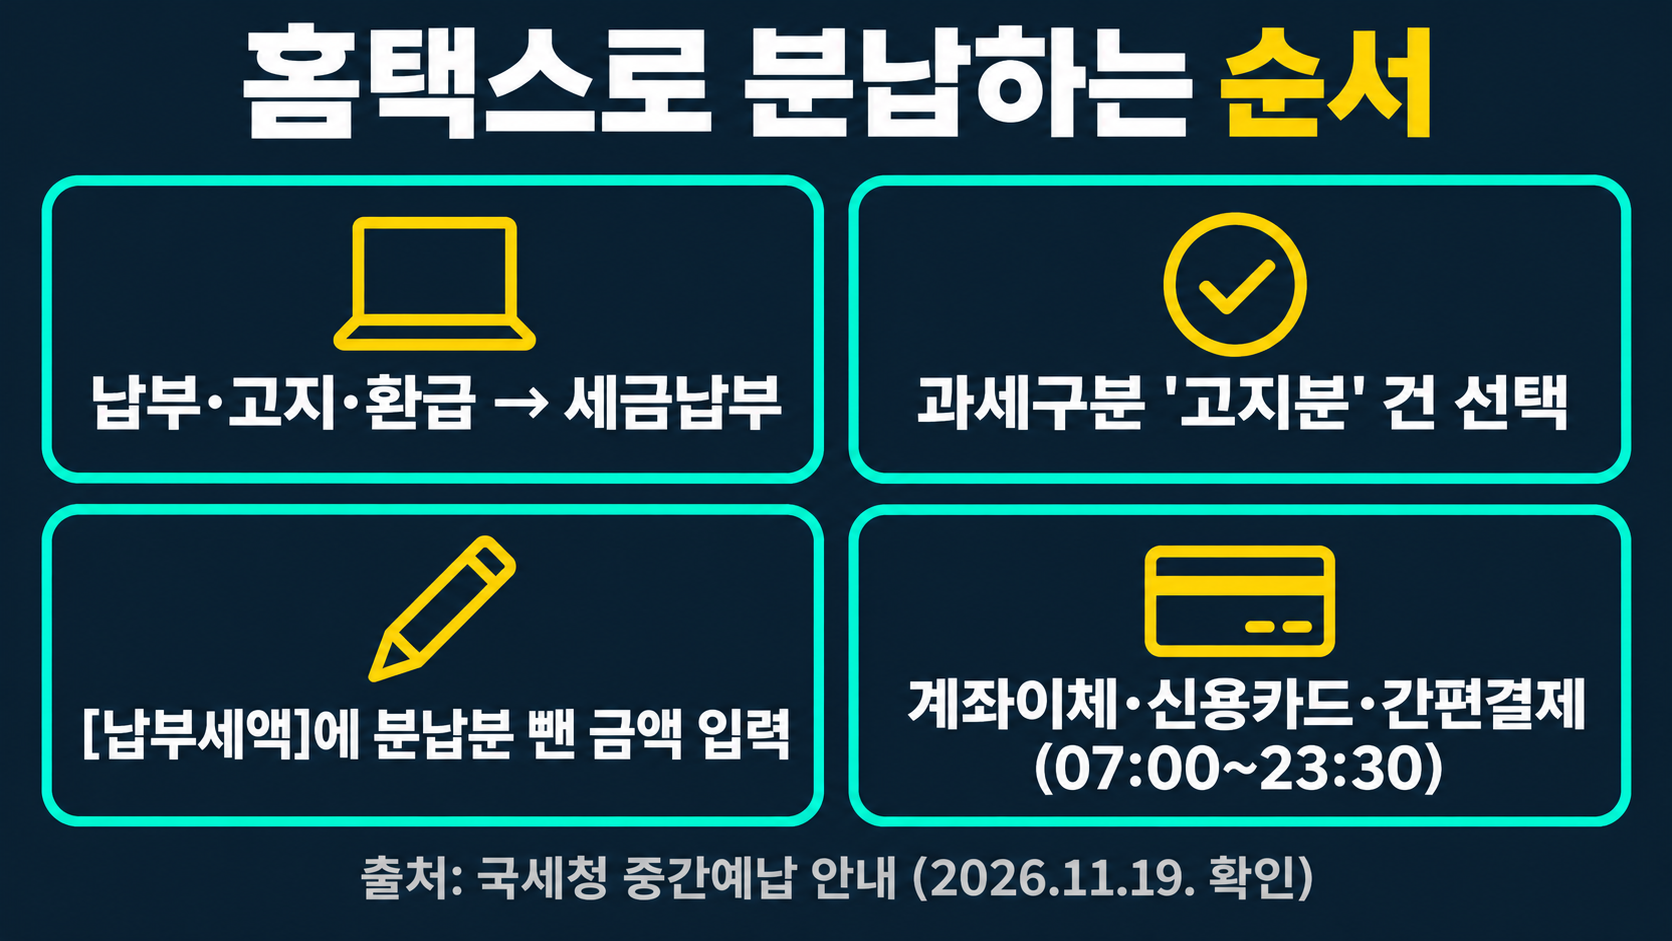 홈택스로 분납하는 순서
납부·고지·환급 → 세금납부
과세구분 '고지분' 건 선택
[납부세액]에 분납분 뺀 금액 입력
계좌이체·신용카드·간편결제
(07:00~23:30)
출처: 국세청 중간예납 안내 (2026.11.19. 확인)